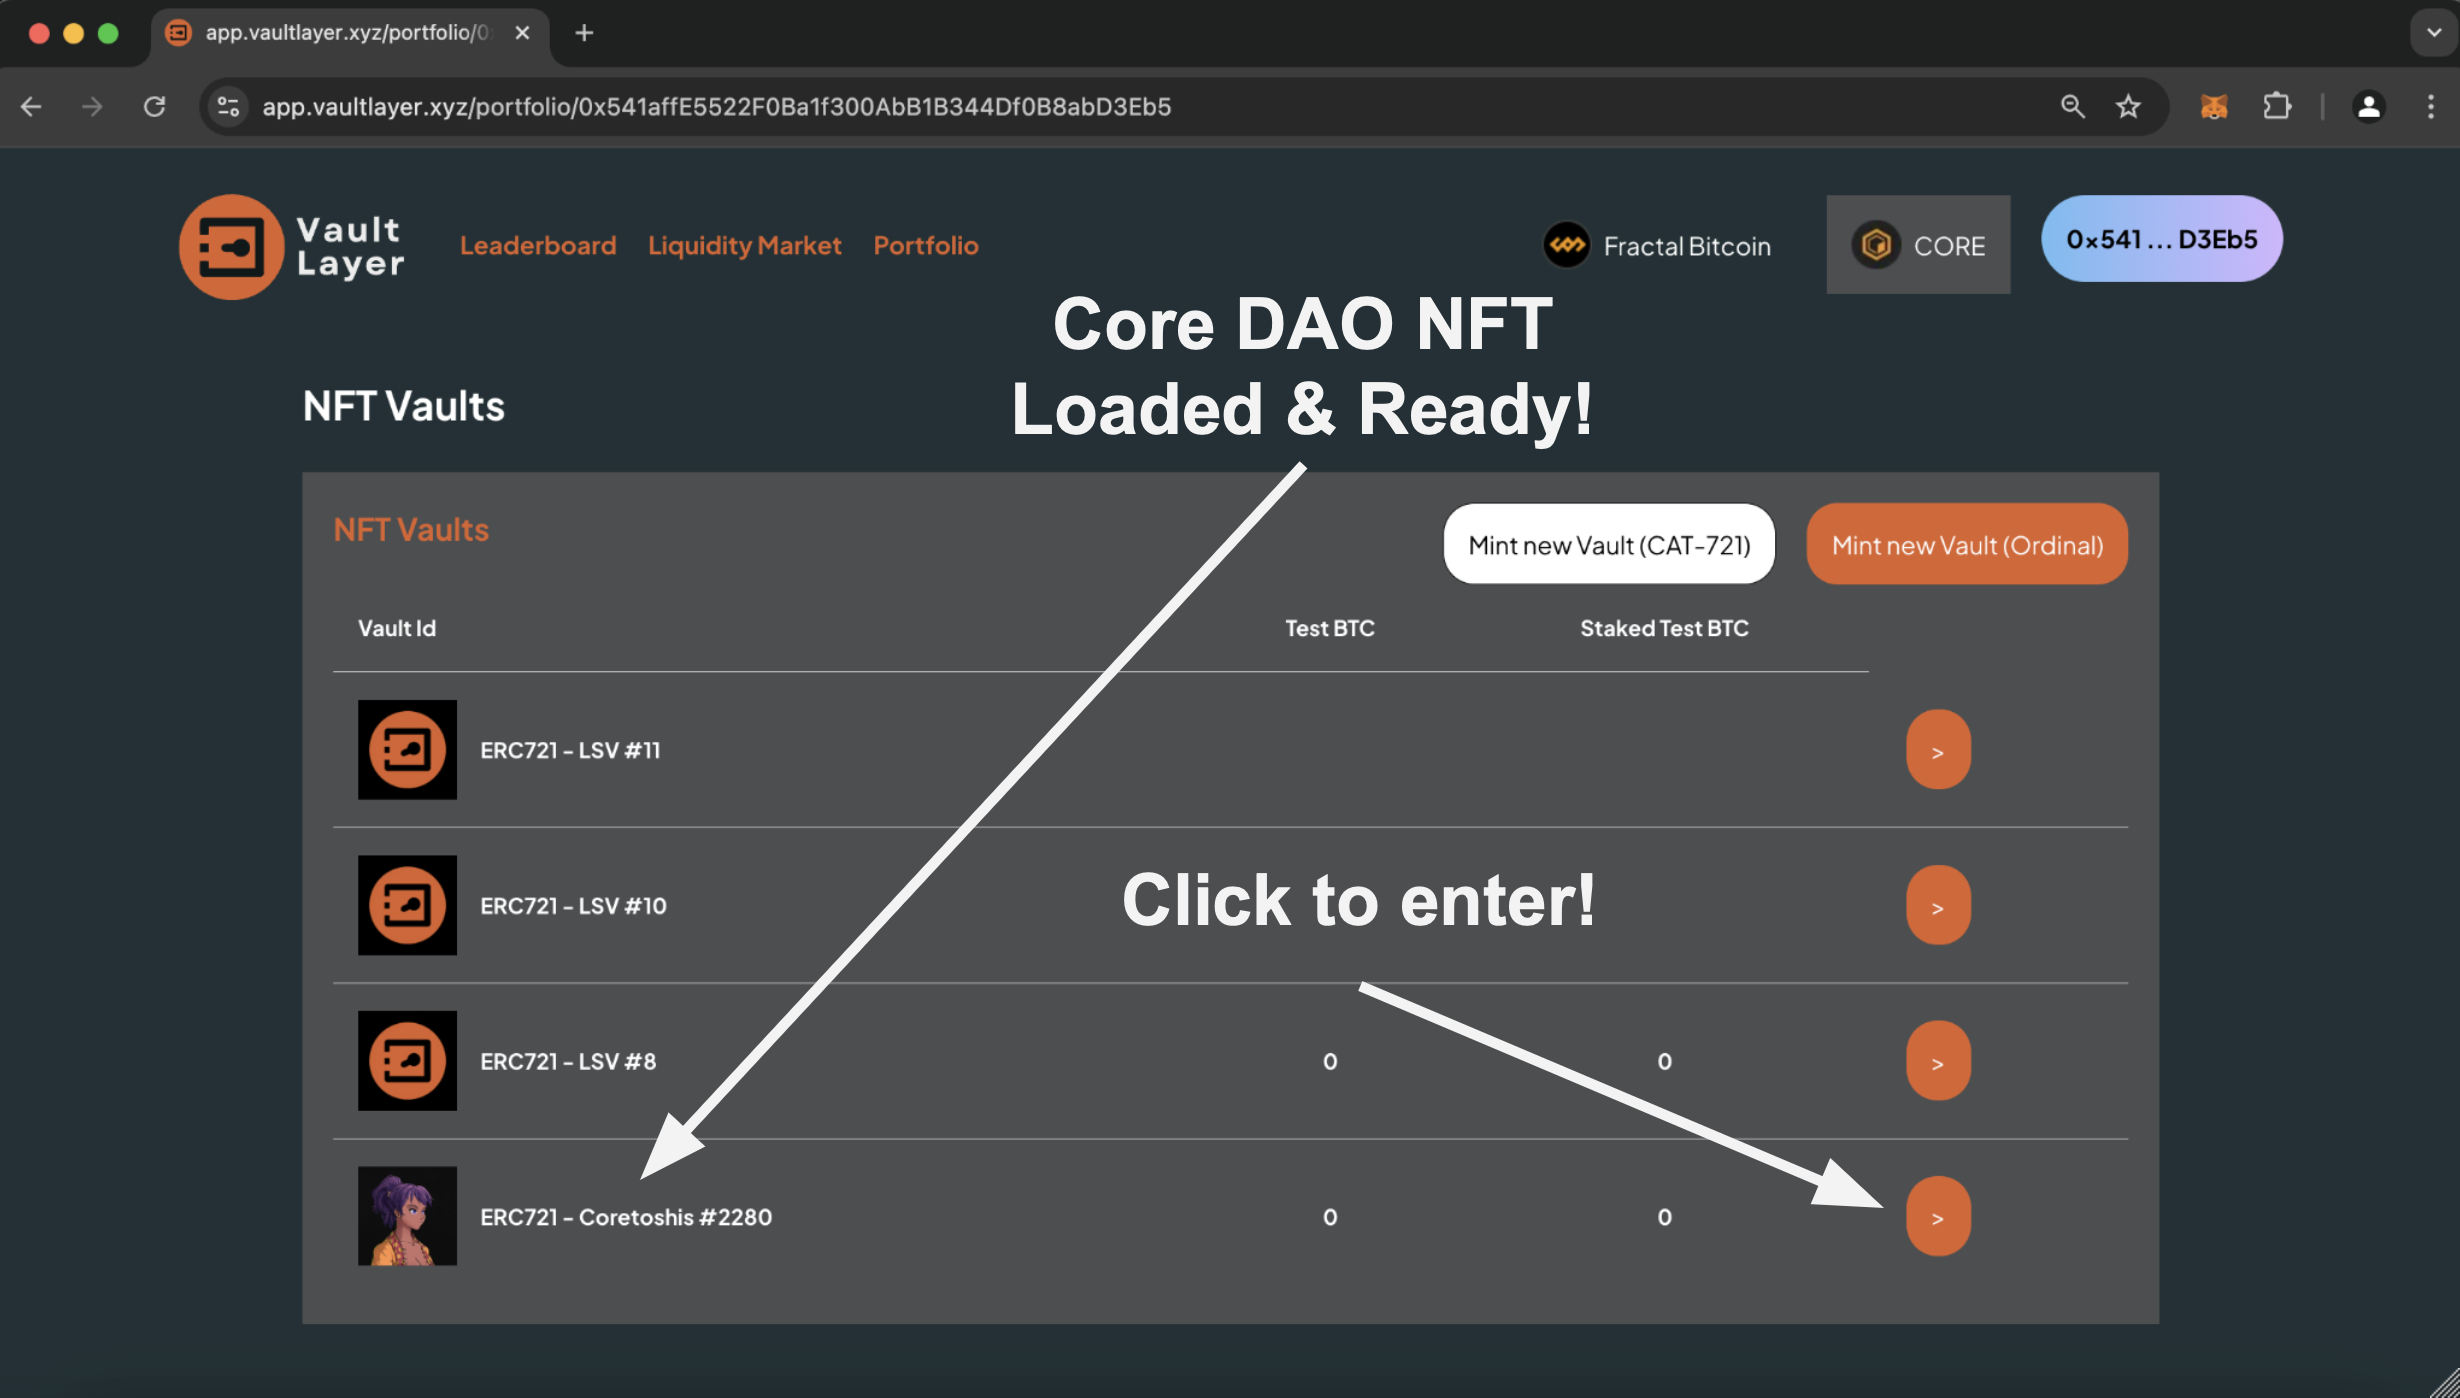 app.vaultlayer.xyz/portfolio/0
app.vaultlayer.xyz/portfolio/0x541affE5522F0Ba1f300AbB1B344Df0B8abD3Eb5
Vault
Layer
Leaderboard
Liquidity Market
Portfolio
Fractal Bitcoin
CORE
0x541 ... D3Eb5
Core DAO NFT
Loaded & Ready!
NFT Vaults
NFT Vaults
Mint new Vault (CAT-721)
Mint new Vault (Ordinal)
Vault Id
Test BTC
Staked Test BTC
ERC721 - LSV #11
>
ERC721 - LSV #10
>
Click to enter!
ERC721 - LSV #8
0
0
>
ERC721 - Coretoshis #2280
0
0
>